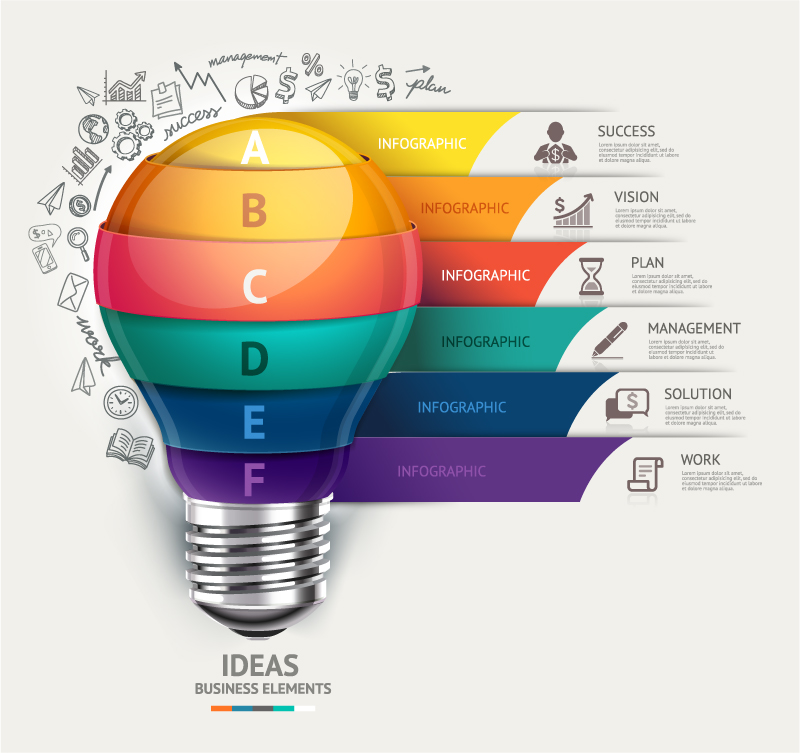 management
plan
success
work
A
INFOGRAPHIC
SUCCESS
Lorem ipsum dolor sit amet,
consectetur adipisicing elit, sed do
eiusmod tempor incididunt ut labore
et dolore magna aliqua.
B
INFOGRAPHIC
VISION
Lorem ipsum dolor sit amet,
consectetur adipisicing elit, sed do
eiusmod tempor incididunt ut labore
et dolore magna aliqua.
C
INFOGRAPHIC
PLAN
Lorem ipsum dolor sit amet,
consectetur adipisicing elit, sed do
eiusmod tempor incididunt ut labore
et dolore magna aliqua.
D
INFOGRAPHIC
MANAGEMENT
Lorem ipsum dolor sit amet,
consectetur adipisicing elit, sed do
eiusmod tempor incididunt ut labore
et dolore magna aliqua.
E
INFOGRAPHIC
SOLUTION
Lorem ipsum dolor sit amet,
consectetur adipisicing elit, sed do
eiusmod tempor incididunt ut labore
et dolore magna aliqua.
F
INFOGRAPHIC
WORK
Lorem ipsum dolor sit amet,
consectetur adipisicing elit, sed do
eiusmod tempor incididunt ut labore
et dolore magna aliqua.
IDEAS
BUSINESS ELEMENTS